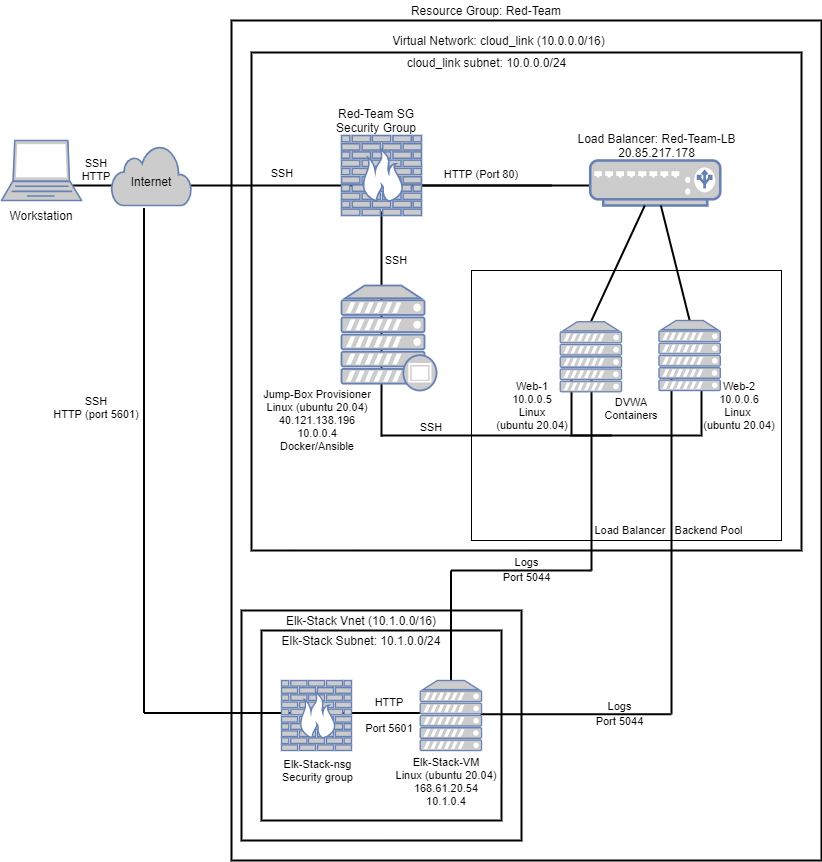 Resource Group: Red-Team
Virtual Network: cloud_link (10.0.0.0/16)
cloud_link subnet: 10.0.0.0/24
Red-Team SG
Security Group
Load Balancer: Red-Team-LB
20.85.217.178
SSH
HTTP
Internet
SSH
HTTP (Port 80)
Workstation
SSH
Jump-Box Provisioner
Linux (ubuntu 20.04)
40.121.138.196
10.0.0.4
Docker/Ansible
SSH
Web-1
10.0.0.5
Linux
(ubuntu 20.04)
DVWA
Containers
Web-2
10.0.0.6
Linux
(ubuntu 20.04)
SSH
HTTP (port 5601)
Load Balancer Backend Pool
Logs
Port 5044
Elk-Stack Vnet (10.1.0.0/16)
Elk-Stack Subnet: 10.1.0.0/24
HTTP
Port 5601
Logs
Port 5044
Elk-Stack-nsg
Security group
Elk-Stack-VM
Linux (ubuntu 20.04)
168.61.20.54
10.1.0.4